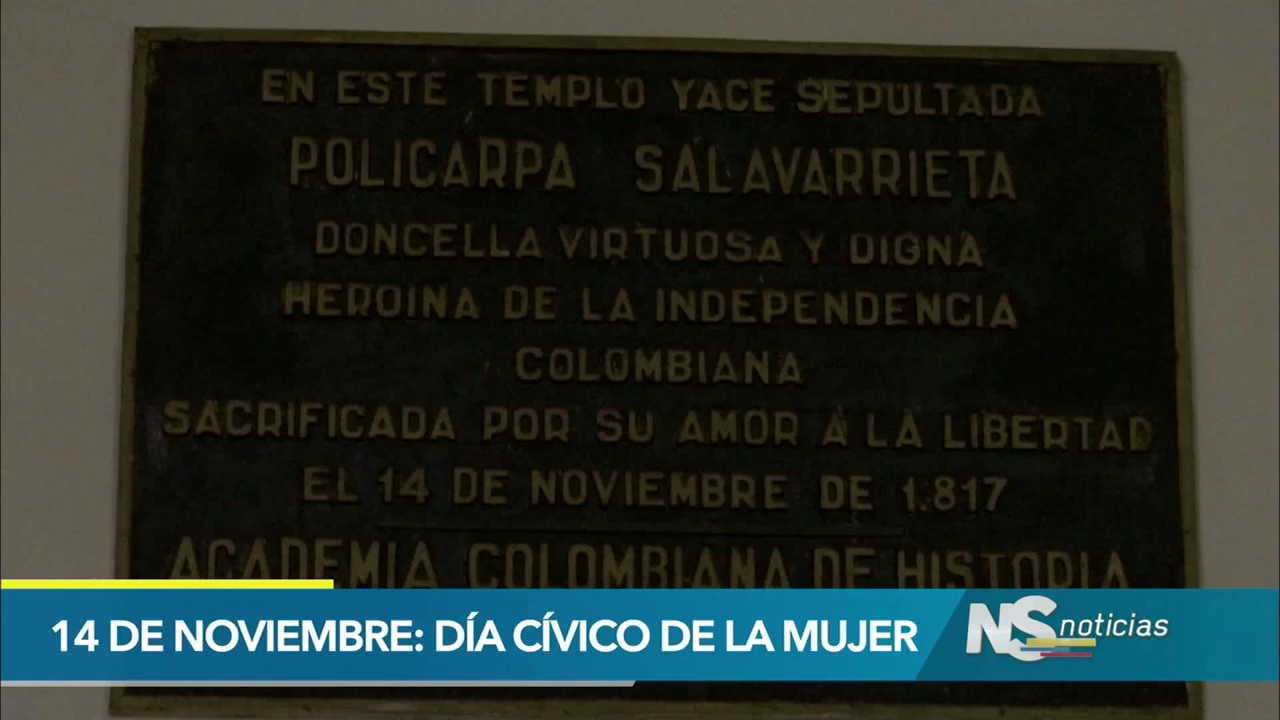 EN ESTE TEMPLO YACE SEPULTADA
POLICARPA SALAVARRIETA
DONCELLA VIRTUOSA Y DIGNA
HEROINA DE LA INDEPENDENCIA
COLOMBIANA
SACRIFICADA POR SU AMOR A LA LIBERTAD
EL 14 DE NOVIEMBRE DE 1.817
ACADEMIA COLOMBIANA DE HISTORIA
14 DE NOVIEMBRE: DÍA CÍVICO DE LA MUJER
NS noticias